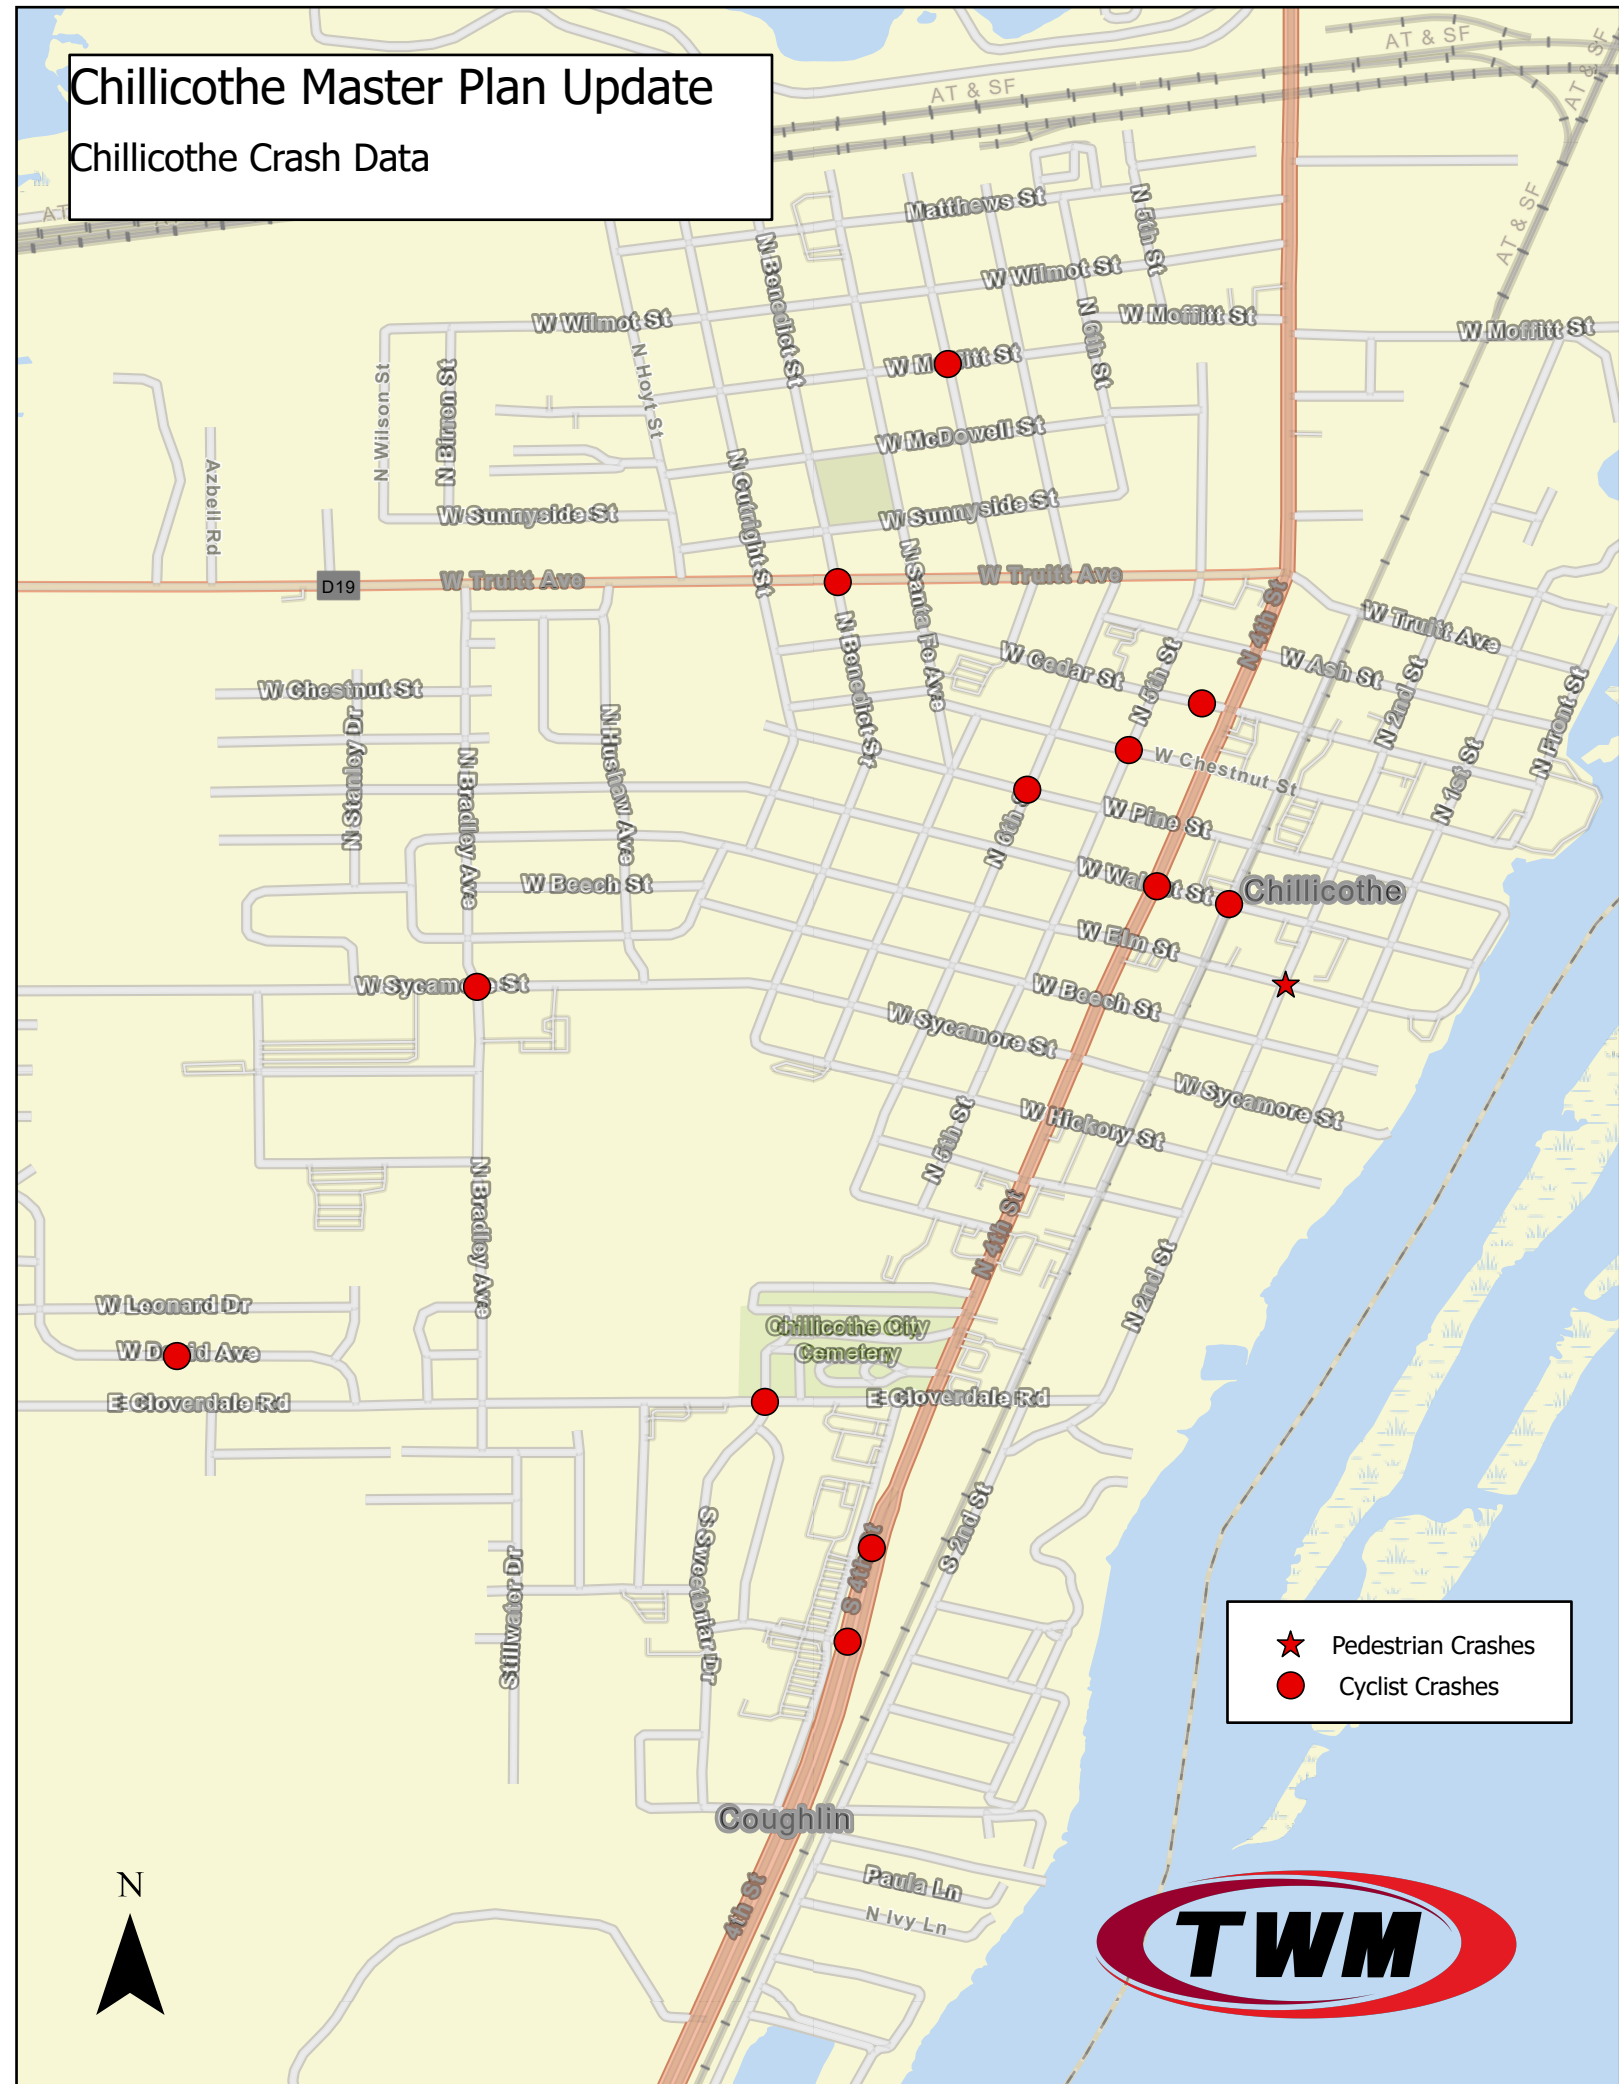 Chillicothe Master Plan Update
Chillicothe Crash Data
AT & SF
AT & SF
AT & SF
AT & SF
AT
Matthews St
N 5th St
N Benedict St
W Wilmot St
W Wilmot St
N 6th St
W Moffitt St
W Moffitt St
N Hoyt St
N Wilson St
N Birren St
W McDowell St
Azbell Rd
N Cutright St
W Sunnyside St
W Sunnyside St
N Santa Fe Ave
D19
W Truitt Ave
W Truitt Ave
N 4th St
W Truitt Ave
N Benedict St
W Cedar St
N 5th St
W Ash St
N 2nd St
N Front St
W Chestnut St
N Stanley Dr
N Bradley Ave
N Hushaw Ave
W Chestnut St
N 1st St
N 6th
W Pine St
W Beech St
Chillicothe
W Elm St
W Beech St
W Sycamore St
W Sycamore St
W Hickory St
N 5th St
N Bradley Ave
N 4th St
N 2nd St
W Leonard Dr
Chillicothe City
Cemetery
E Cloverdale Rd
E Cloverdale Rd
S 2nd St
S Sweetbriar Dr
Stillwater Dr
Pedestrian Crashes
Cyclist Crashes
Coughlin
Paula Ln
N Ivy Ln
4th St
N
TWM